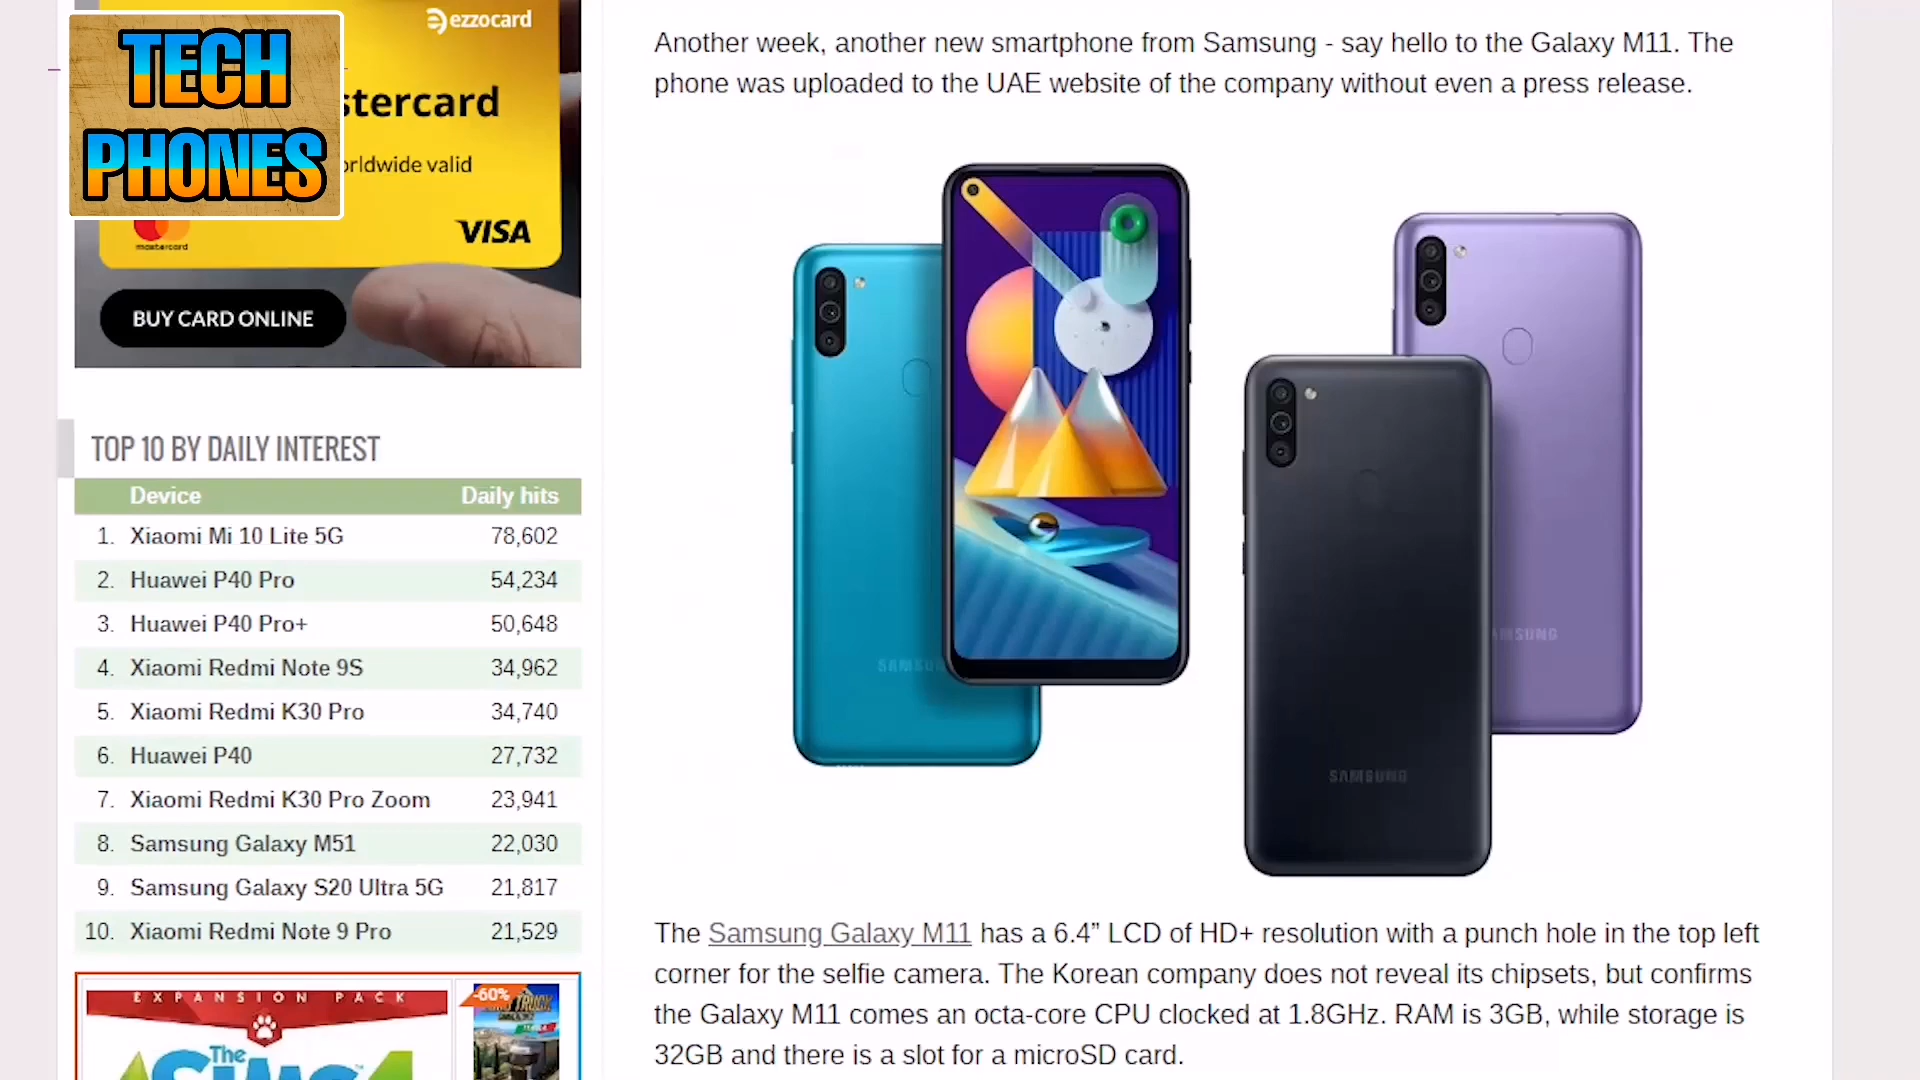 TECH
PHONES
ezzocard
stercard
orldwide valid
mastercard
VISA
BUY CARD ONLINE
TOP 10 BY DAILY INTEREST
Device Daily hits
1. Xiaomi Mi 10 Lite 5G 78,602
2. Huawei P40 Pro 54,234
3. Huawei P40 Pro+ 50,648
4. Xiaomi Redmi Note 9S 34,962
5. Xiaomi Redmi K30 Pro 34,740
6. Huawei P40 27,732
7. Xiaomi Redmi K30 Pro Zoom 23,941
8. Samsung Galaxy M51 22,030
9. Samsung Galaxy S20 Ultra 5G 21,817
10. Xiaomi Redmi Note 9 Pro 21,529
EXPANSION PACK
The
-60%
Another week, another new smartphone from Samsung - say hello to the Galaxy M11. The
phone was uploaded to the UAE website of the company without even a press release.
SAMSU
SAMSUNG
AMSUNG
The Samsung Galaxy M11 has a 6.4” LCD of HD+ resolution with a punch hole in the top left
corner for the selfie camera. The Korean company does not reveal its chipsets, but confirms
the Galaxy M11 comes an octa-core CPU clocked at 1.8GHz. RAM is 3GB, while storage is
32GB and there is a slot for a microSD card.